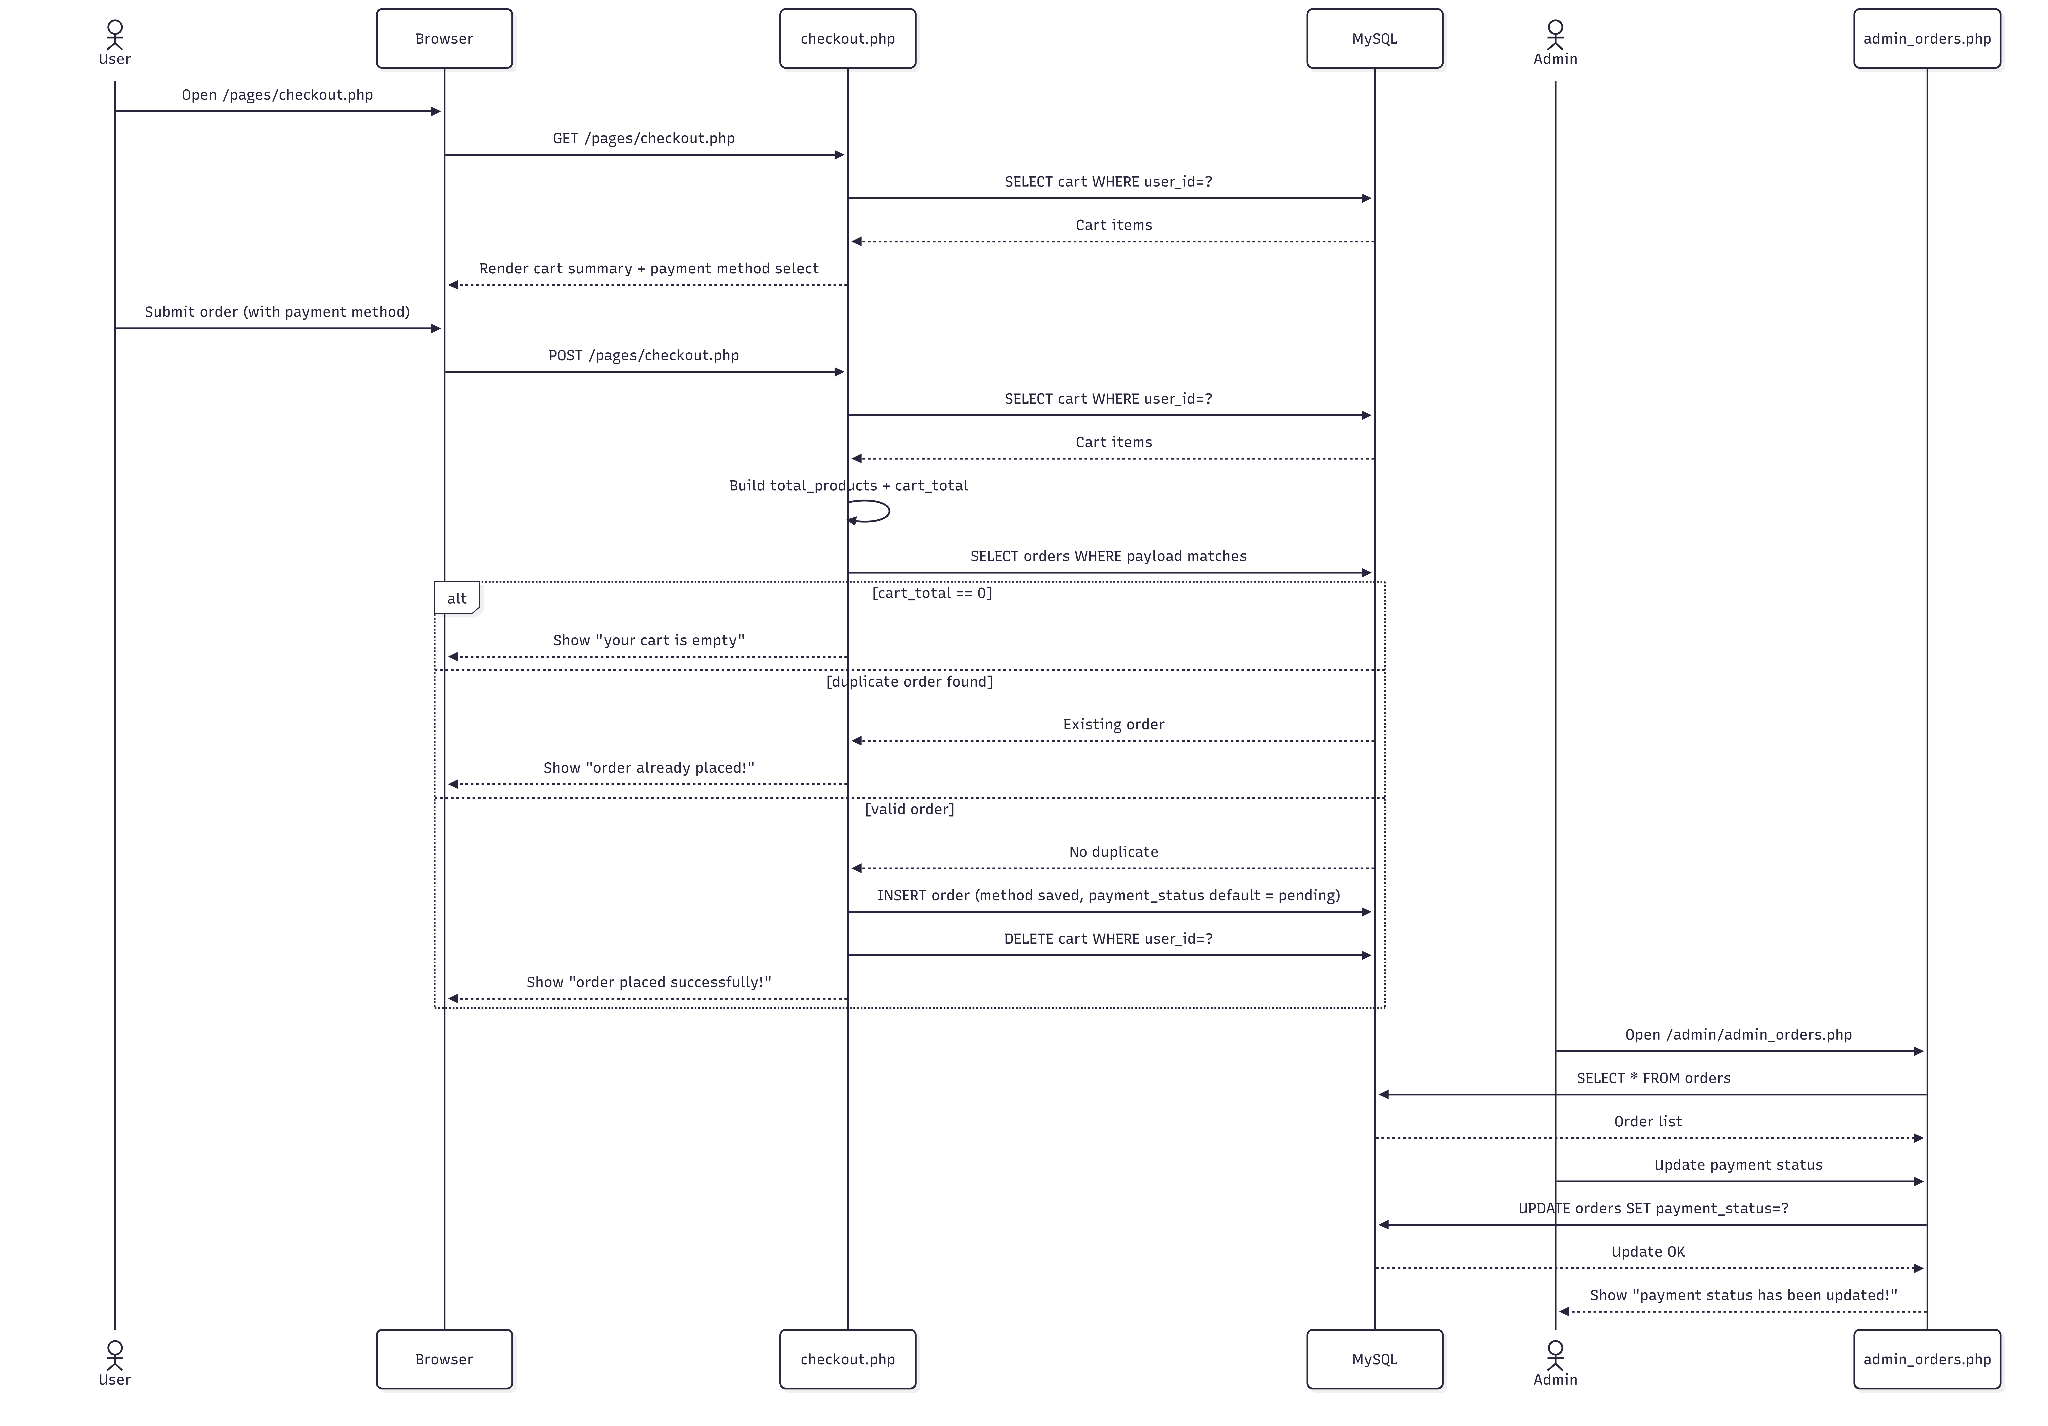 User
Browser
checkout.php
MySQL
Admin
admin_orders.php
Open /pages/checkout.php
GET /pages/checkout.php
SELECT cart WHERE user_id=?
Cart items
Render cart summary + payment method select
Submit order (with payment method)
POST /pages/checkout.php
SELECT cart WHERE user_id=?
Cart items
Build total_products + cart_total
SELECT orders WHERE payload matches
alt
[cart_total == 0]
Show "your cart is empty"
[duplicate order found]
Existing order
Show "order already placed!"
[valid order]
No duplicate
INSERT order (method saved, payment_status default = pending)
DELETE cart WHERE user_id=?
Show "order placed successfully!"
Open /admin/admin_orders.php
SELECT * FROM orders
Order list
Update payment status
UPDATE orders SET payment_status=?
Update OK
Show "payment status has been updated!"
User
Browser
checkout.php
MySQL
Admin
admin_orders.php